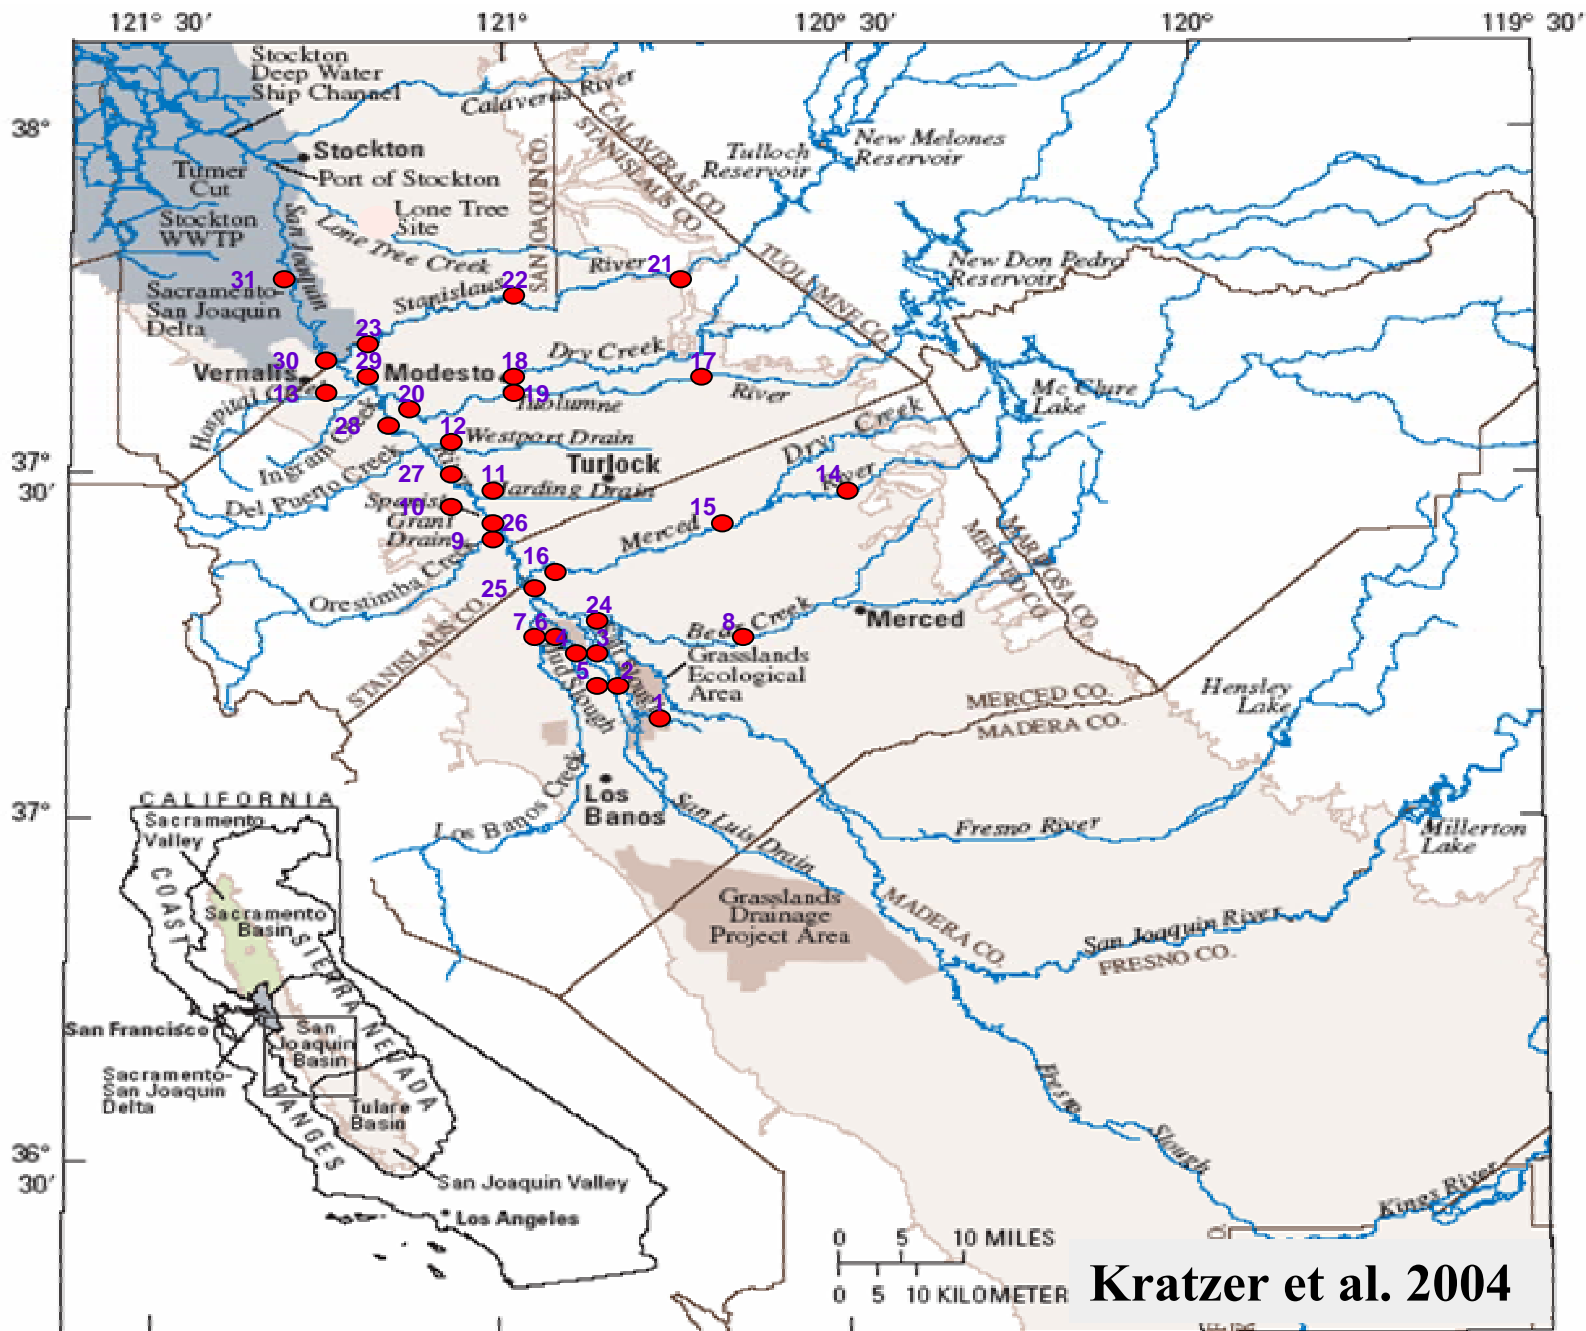 121° 30′
121°
120° 30′
120°
119° 30′
38°
37°
30′
37°
36°
30′
Stockton
Deep Water
Ship Channel
Calaveras River
CALAVERAS CO.
STANISLAUS CO.
New Melones
Reservoir
Tulloch
Reservoir
Stockton
Port of Stockton
Turner
Cut
Stockton
WWTP
Lone Tree
Site
Lone Tree Creek
San Joaquin
SAN JOAQUIN CO.
TUOLUMNE CO.
New Don Pedro
Reservoir
River
21
22
31
Stanislaus
Sacramento-
San Joaquin
Delta
23
30
29
Vernalis
Modesto
Dry Creek
18
17
13
20
19
Tuolumne
River
Mc Clure
Lake
Hospital Creek
Ingram Creek
28
12
Westport Drain
Dry Creek
Del Puerto Creek
27
11
Turlock
Harding Drain
14
River
Spanish
Grant
Drain
10
26
9
15
Merced
Orestimba Creek
16
25
MARIPOSA CO.
MERCED CO.
STANISLAUS CO.
24
7
6
4
3
8
Bear Creek
Merced
5
2
1
Mud Slough
Salt Slough
Grasslands
Ecological
Area
MERCED CO.
MADERA CO.
Hensley
Lake
Los Banos Creek
Los
Banos
San Luis Drain
Fresno River
Millerton
Lake
Grasslands
Drainage
Project Area
MADERA CO.
San Joaquin River
FRESNO CO.
Fresno
Slough
Kings River
CALIFORNIA
Sacramento
Valley
COAST
RANGES
Sacramento
Basin
SIERRA NEVADA
San Francisco
San
Joaquin
Basin
Sacramento-
San Joaquin
Delta
Tulare
Basin
San Joaquin Valley
Los Angeles
0 5 10 MILES
0 5 10 KILOMETER
Kratzer et al. 2004